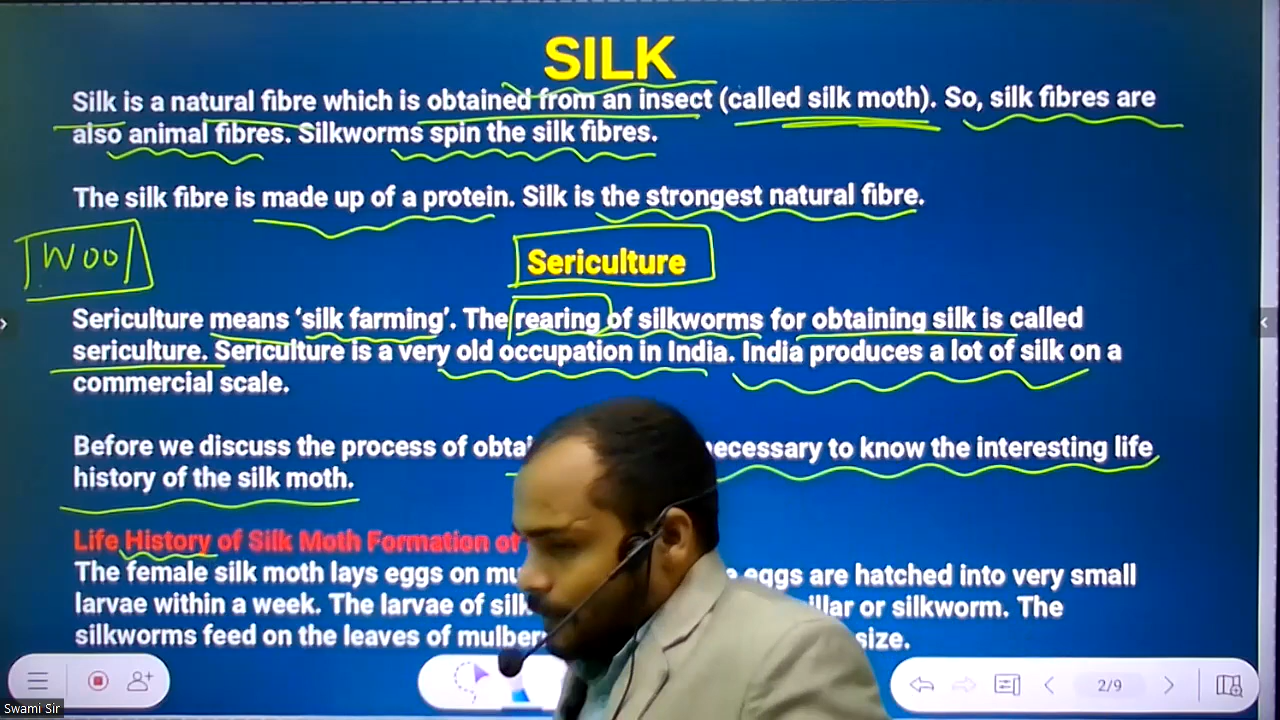 SILK
Silk is a natural fibre which is obtained from an insect (called silk moth). So, silk fibres are
also animal fibres. Silkworms spin the silk fibres.
The silk fibre is made up of a protein. Silk is the strongest natural fibre.
Wool
Sericulture
Sericulture means ‘silk farming’. The rearing of silkworms for obtaining silk is called
sericulture. Sericulture is a very old occupation in India. India produces a lot of silk on a
commercial scale.
Before we discuss the process of necessary to know the interesting life
history of the silk moth.
Life History of Silk Moth Formation of
The female silk moth lays eggs on eggs are hatched into very small
larvae within a week. The larvae of or silkworm. The
silkworms feed on the leaves of size.
2/9
Swami Sir